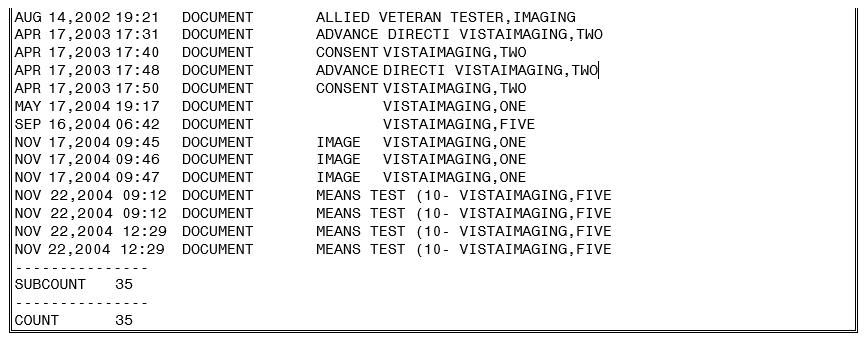 AUG 14,2002 19:21 DOCUMENT ALLIED VETERAN TESTER,IMAGING
APR 17,2003 17:31 DOCUMENT ADVANCE DIRECTI VISTAIMAGING,TWO
APR 17,2003 17:40 DOCUMENT CONSENT VISTAIMAGING,TWO
APR 17,2003 17:48 DOCUMENT ADVANCE DIRECTI VISTAIMAGING,TWO
APR 17,2003 17:50 DOCUMENT CONSENT VISTAIMAGING,TWO
MAY 17,2004 19:17 DOCUMENT VISTAIMAGING,ONE
SEP 16,2004 06:42 DOCUMENT VISTAIMAGING,FIVE
NOV 17,2004 09:45 DOCUMENT IMAGE VISTAIMAGING,ONE
NOV 17,2004 09:46 DOCUMENT IMAGE VISTAIMAGING,ONE
NOV 17,2004 09:47 DOCUMENT IMAGE VISTAIMAGING,ONE
NOV 22,2004 09:12 DOCUMENT MEANS TEST (10- VISTAIMAGING,FIVE
NOV 22,2004 09:12 DOCUMENT MEANS TEST (10- VISTAIMAGING,FIVE
NOV 22,2004 12:29 DOCUMENT MEANS TEST (10- VISTAIMAGING,FIVE
NOV 22,2004 12:29 DOCUMENT MEANS TEST (10- VISTAIMAGING,FIVE
---------------
SUBCOUNT 35
---------------
COUNT 35